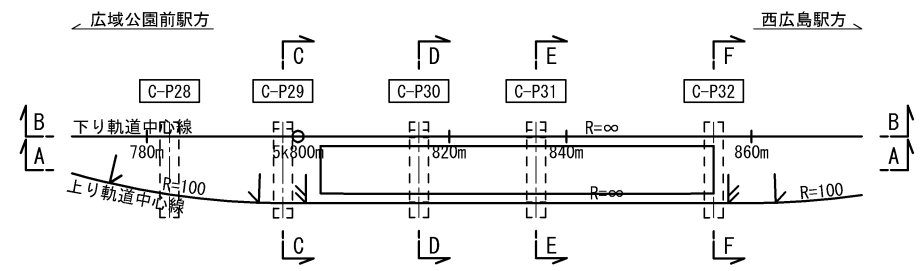 広域公園前駅方
西広島駅方
C D E F
C-P28 C-P29 C-P30 C-P31 C-P32
B 下り軌道中心線 R=∞ B
A 780m 5k800m 820m 840m 860m A
上り軌道中心線 R=100 R=∞ R=100
C D E F